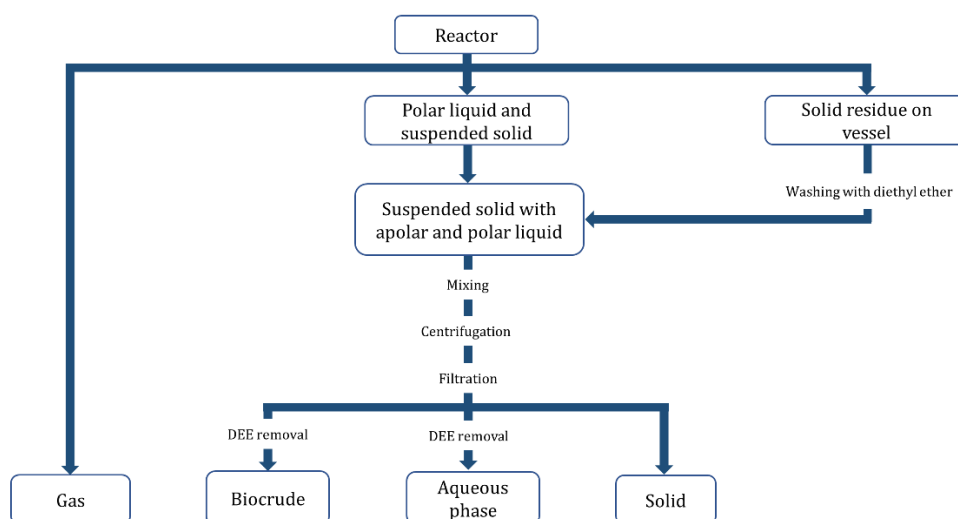 Reactor
Polar liquid and
suspended solid
Solid residue on
vessel
Washing with diethyl ether
Suspended solid with
apolar and polar liquid
Mixing
Centrifugation
Filtration
DEE removal
DEE removal
Gas
Biocrude
Aqueous
phase
Solid